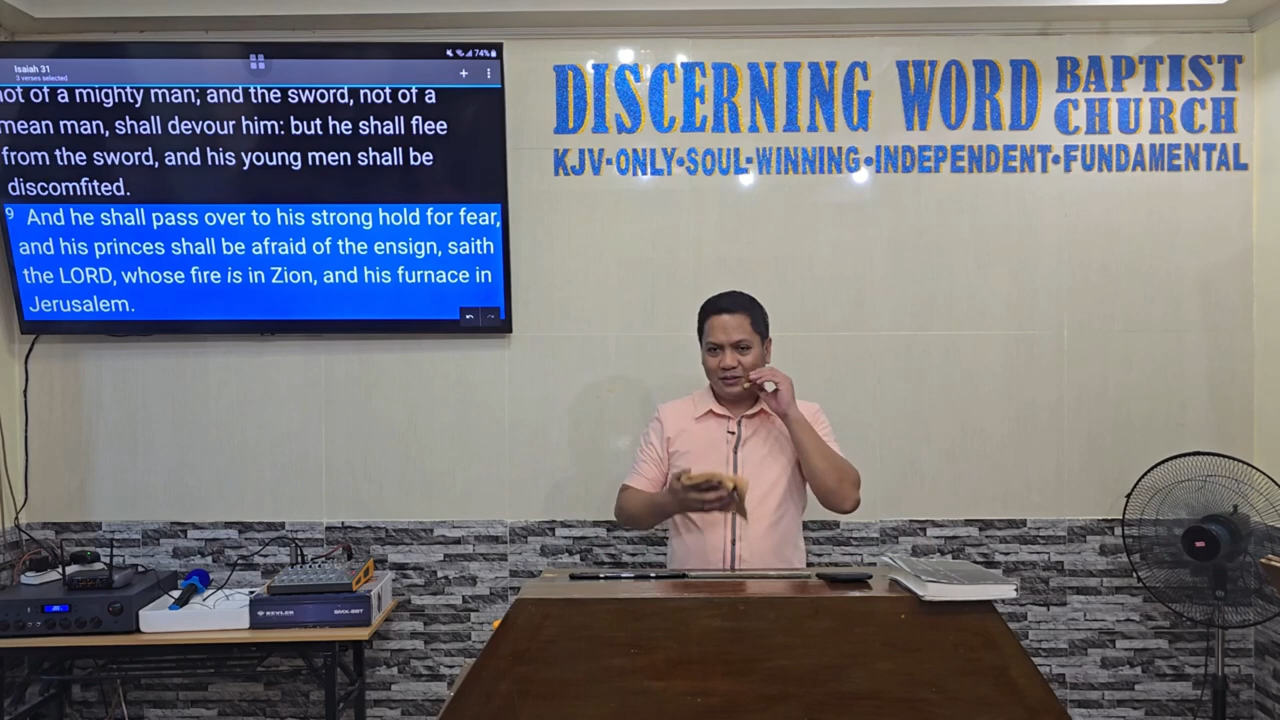 74%
Isaiah 31
3 verses selected
not of a mighty man; and the sword, not of a
mean man, shall devour him: but he shall flee
from the sword, and his young men shall be
discomfited.
9 And he shall pass over to his strong hold for fear,
and his princes shall be afraid of the ensign, saith
the LORD, whose fire is in Zion, and his furnace in
Jerusalem.
DISCERNING WORD BAPTIST CHURCH
KJV-ONLY•SOUL-WINNING•INDEPENDENT•FUNDAMENTAL
KEVLER